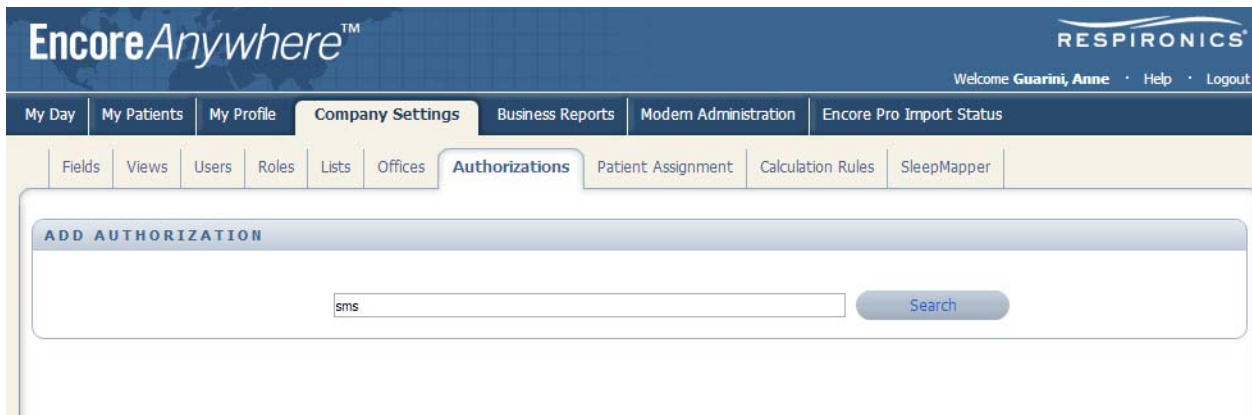 EncoreAnywhere™
RESPIRONICS®
Welcome Guarini, Anne · Help · Logout
My Day My Patients My Profile Company Settings Business Reports Modem Administration Encore Pro Import Status
Fields Views Users Roles Lists Offices Authorizations Patient Assignment Calculation Rules SleepMapper
ADD AUTHORIZATION
sms Search